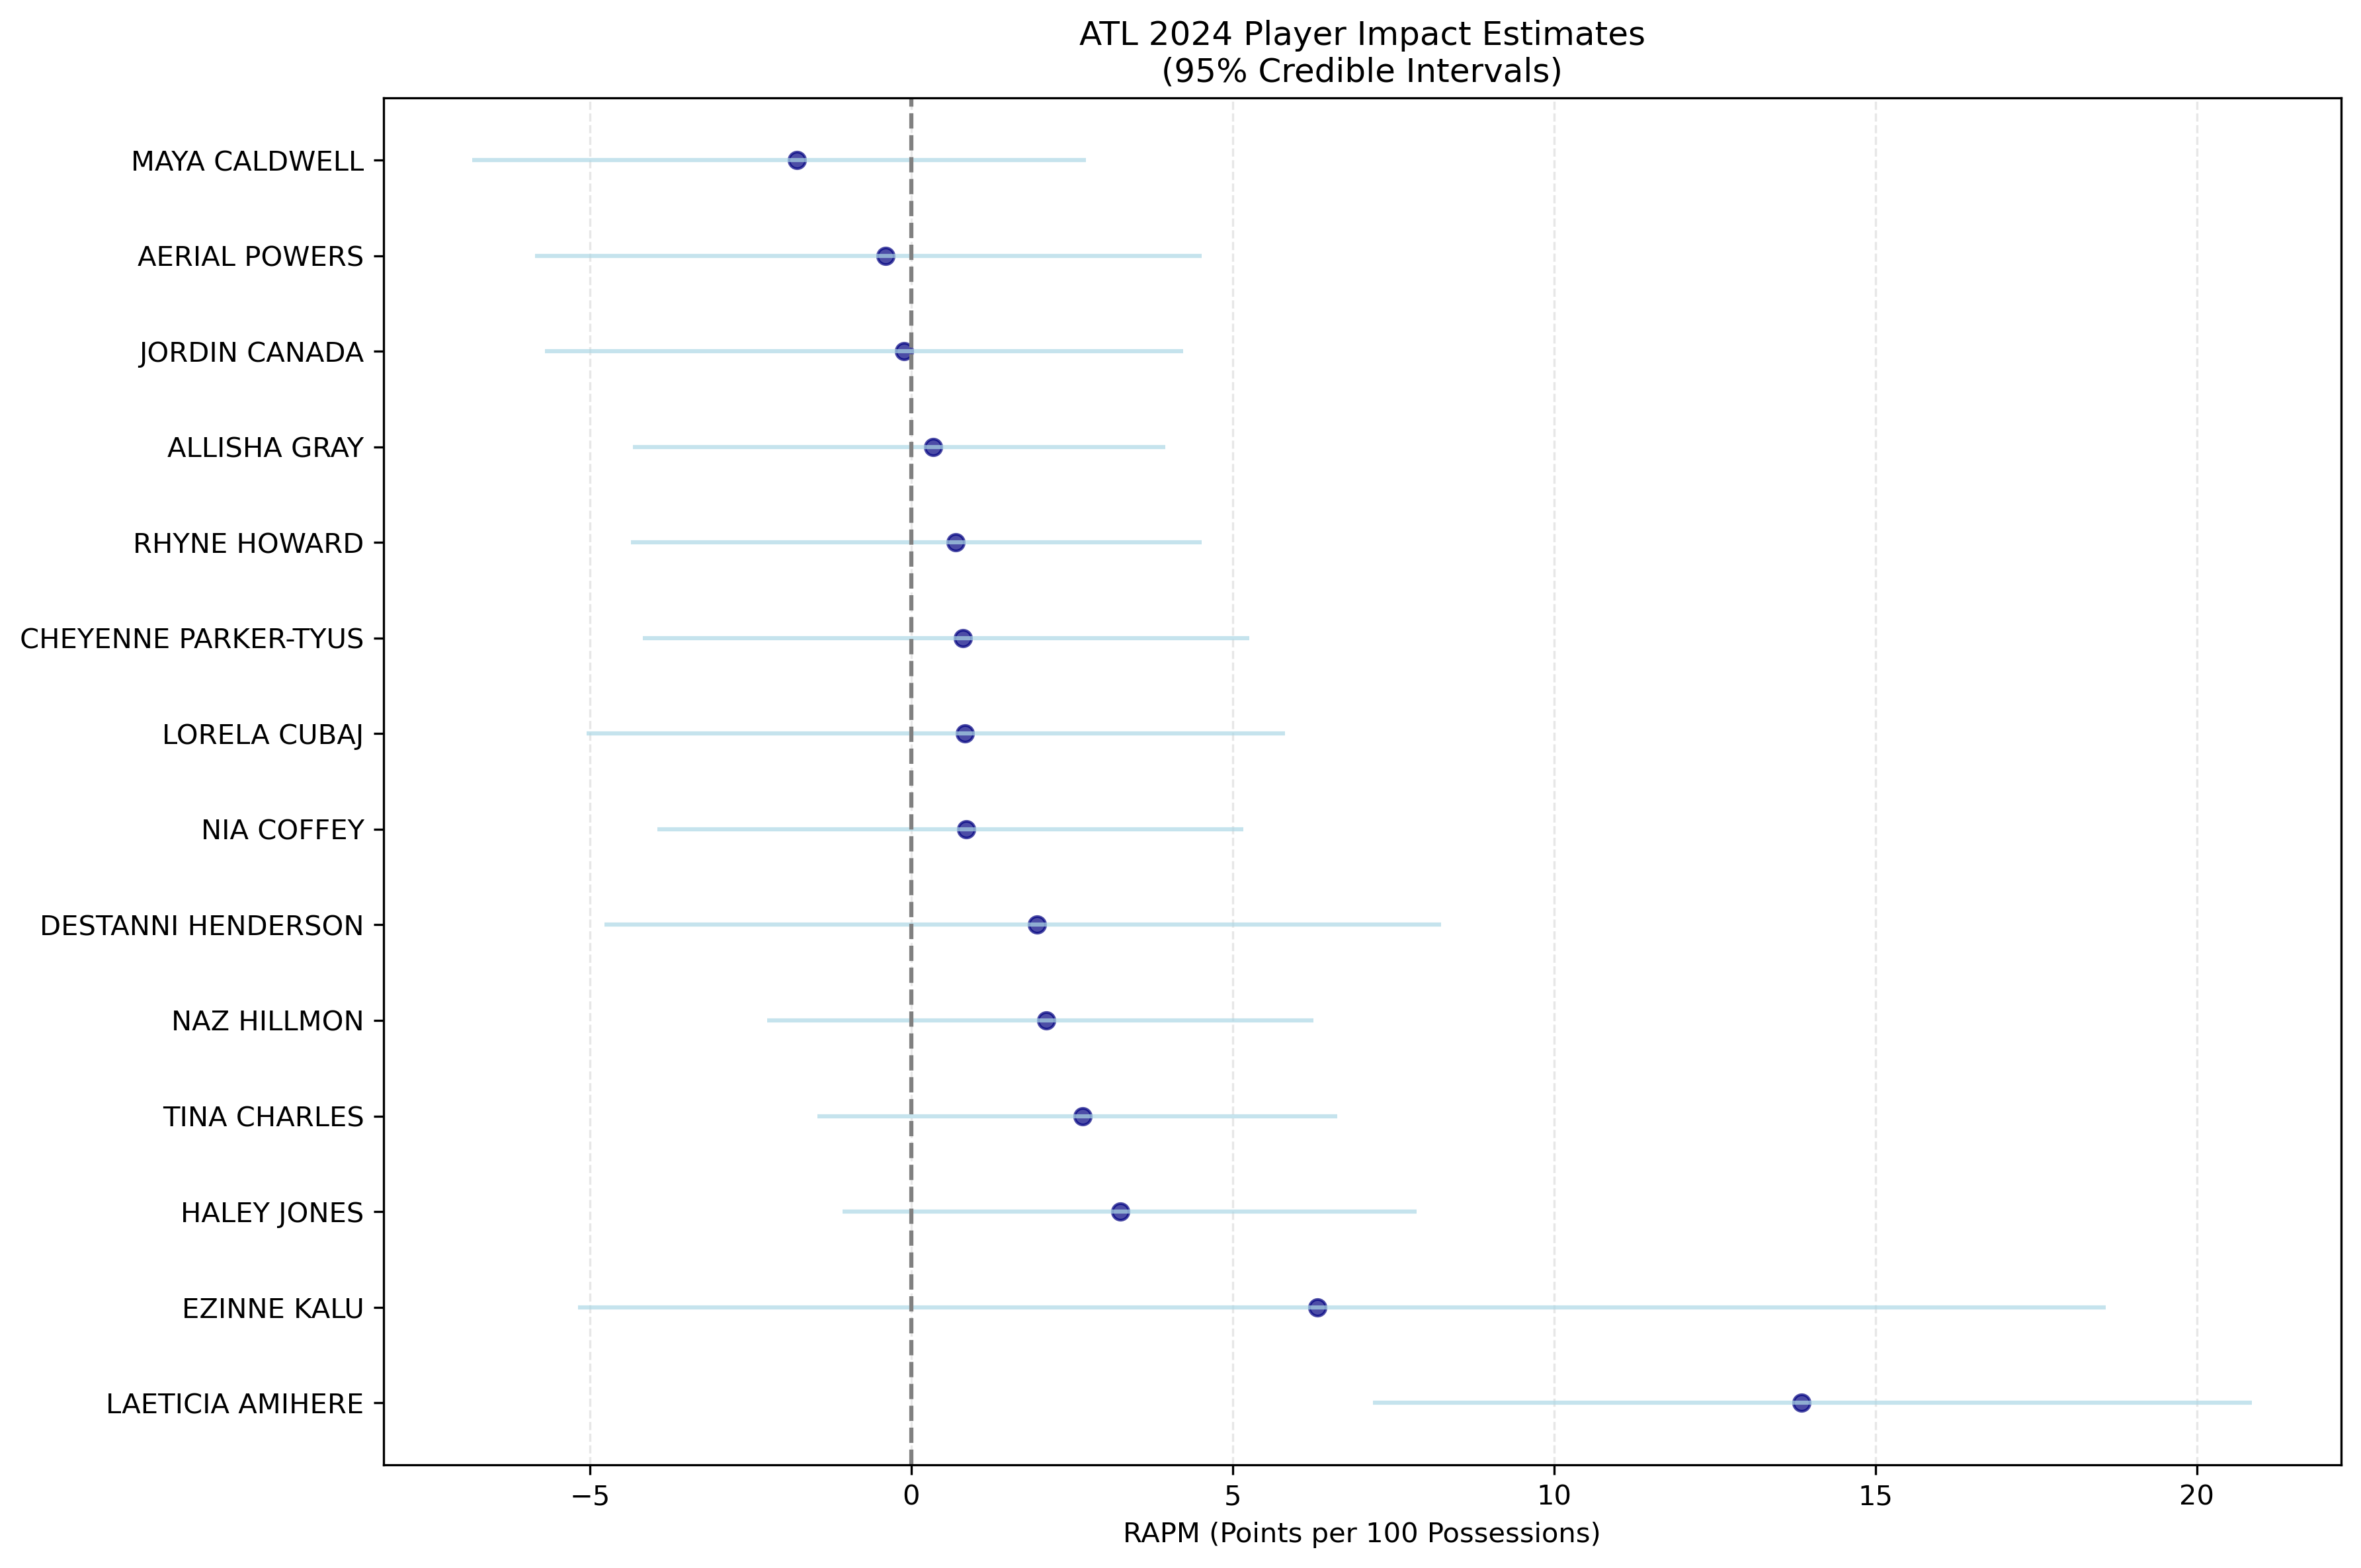 ATL 2024 Player Impact Estimates
(95% Credible Intervals)
MAYA CALDWELL
AERIAL POWERS
JORDIN CANADA
ALLISHA GRAY
RHYNE HOWARD
CHEYENNE PARKER-TYUS
LORELA CUBAJ
NIA COFFEY
DESTANNI HENDERSON
NAZ HILLMON
TINA CHARLES
HALEY JONES
EZINNE KALU
LAETICIA AMIHERE
−5 0 5 10 15 20
RAPM (Points per 100 Possessions)